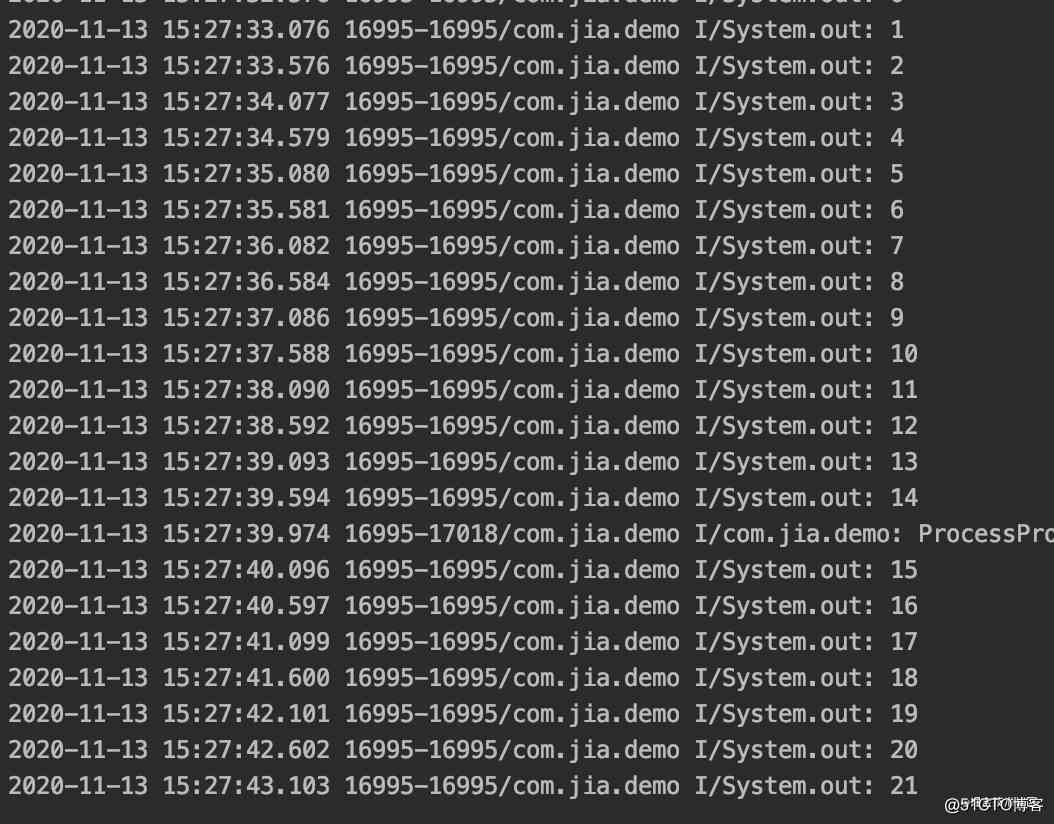 2020-11-13 15:27:33.076 16995-16995/com.jia.demo I/System.out: 1
2020-11-13 15:27:33.576 16995-16995/com.jia.demo I/System.out: 2
2020-11-13 15:27:34.077 16995-16995/com.jia.demo I/System.out: 3
2020-11-13 15:27:34.579 16995-16995/com.jia.demo I/System.out: 4
2020-11-13 15:27:35.080 16995-16995/com.jia.demo I/System.out: 5
2020-11-13 15:27:35.581 16995-16995/com.jia.demo I/System.out: 6
2020-11-13 15:27:36.082 16995-16995/com.jia.demo I/System.out: 7
2020-11-13 15:27:36.584 16995-16995/com.jia.demo I/System.out: 8
2020-11-13 15:27:37.086 16995-16995/com.jia.demo I/System.out: 9
2020-11-13 15:27:37.588 16995-16995/com.jia.demo I/System.out: 10
2020-11-13 15:27:38.090 16995-16995/com.jia.demo I/System.out: 11
2020-11-13 15:27:38.592 16995-16995/com.jia.demo I/System.out: 12
2020-11-13 15:27:39.093 16995-16995/com.jia.demo I/System.out: 13
2020-11-13 15:27:39.594 16995-16995/com.jia.demo I/System.out: 14
2020-11-13 15:27:39.974 16995-17018/com.jia.demo I/com.jia.demo: ProcessPro
2020-11-13 15:27:40.096 16995-16995/com.jia.demo I/System.out: 15
2020-11-13 15:27:40.597 16995-16995/com.jia.demo I/System.out: 16
2020-11-13 15:27:41.099 16995-16995/com.jia.demo I/System.out: 17
2020-11-13 15:27:41.600 16995-16995/com.jia.demo I/System.out: 18
2020-11-13 15:27:42.101 16995-16995/com.jia.demo I/System.out: 19
2020-11-13 15:27:42.602 16995-16995/com.jia.demo I/System.out: 20
2020-11-13 15:27:43.103 16995-16995/com.jia.demo I/System.out: 21
@51CTO博客